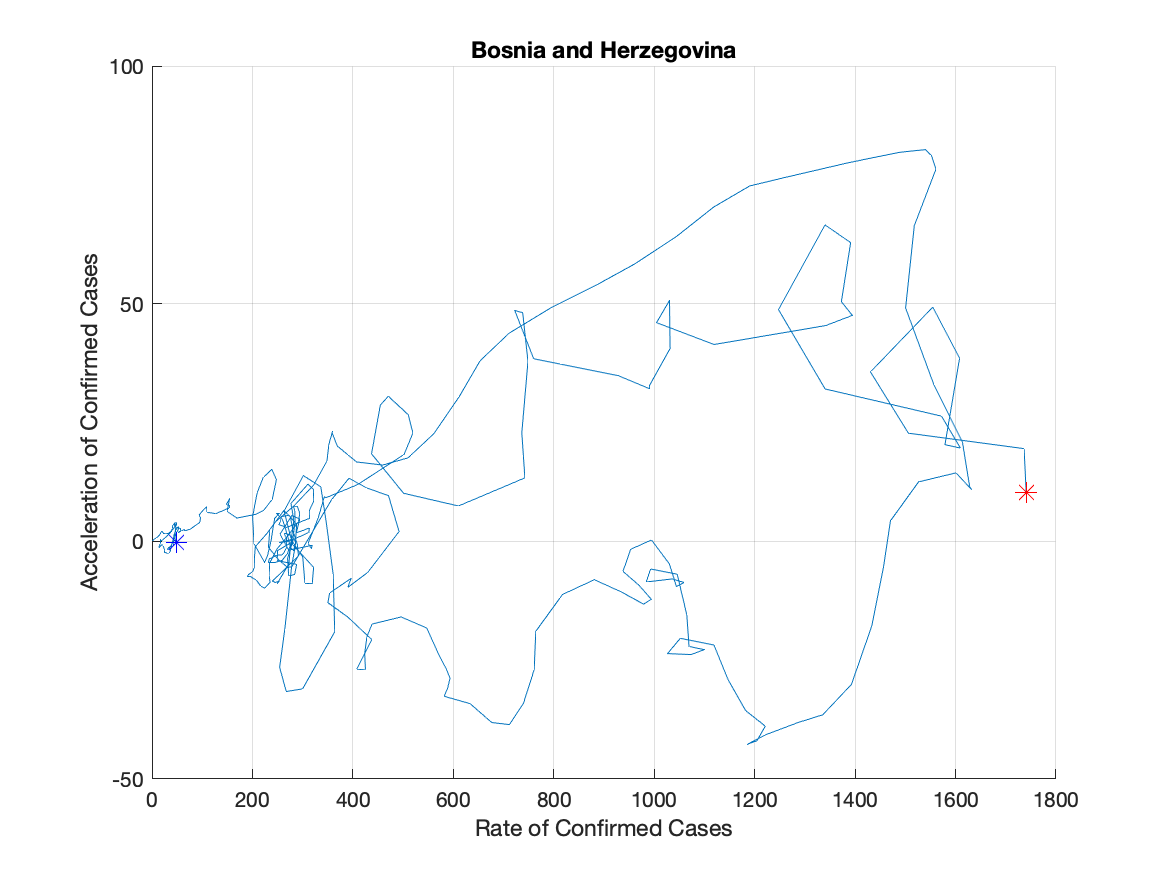 Bosnia and Herzegovina
100
50
0
-50
Acceleration of Confirmed Cases
0 200 400 600 800 1000 1200 1400 1600 1800
Rate of Confirmed Cases